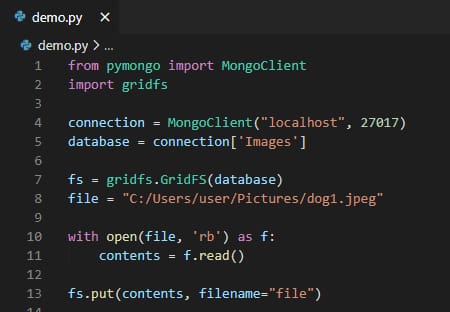 demo.py ×
demo.py > ...
1 from pymongo import MongoClient
2 import gridfs
3
4 connection = MongoClient("localhost", 27017)
5 database = connection['Images']
6
7 fs = gridfs.GridFS(database)
8 file = "C:/Users/user/Pictures/dog1.jpeg"
9
10 with open(file, 'rb') as f:
11     contents = f.read()
12
13 fs.put(contents, filename="file")